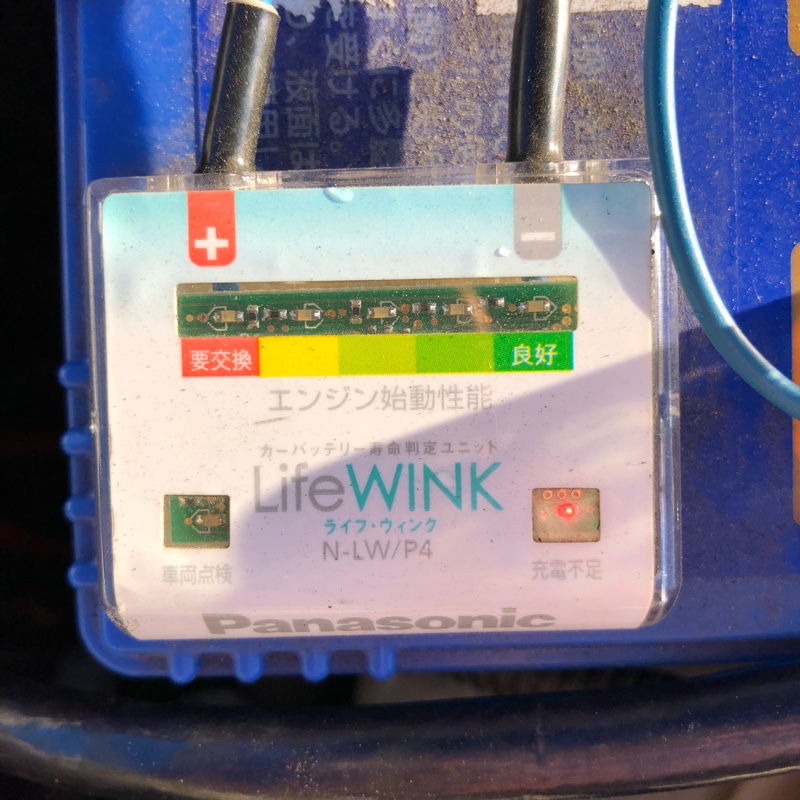 + −
要交換 良好
エンジン始動性能
カーバッテリー寿命判定ユニット
LifeWINK
ライフ・ウィンク
N-LW/P4
車両点検 充電不足
Panasonic